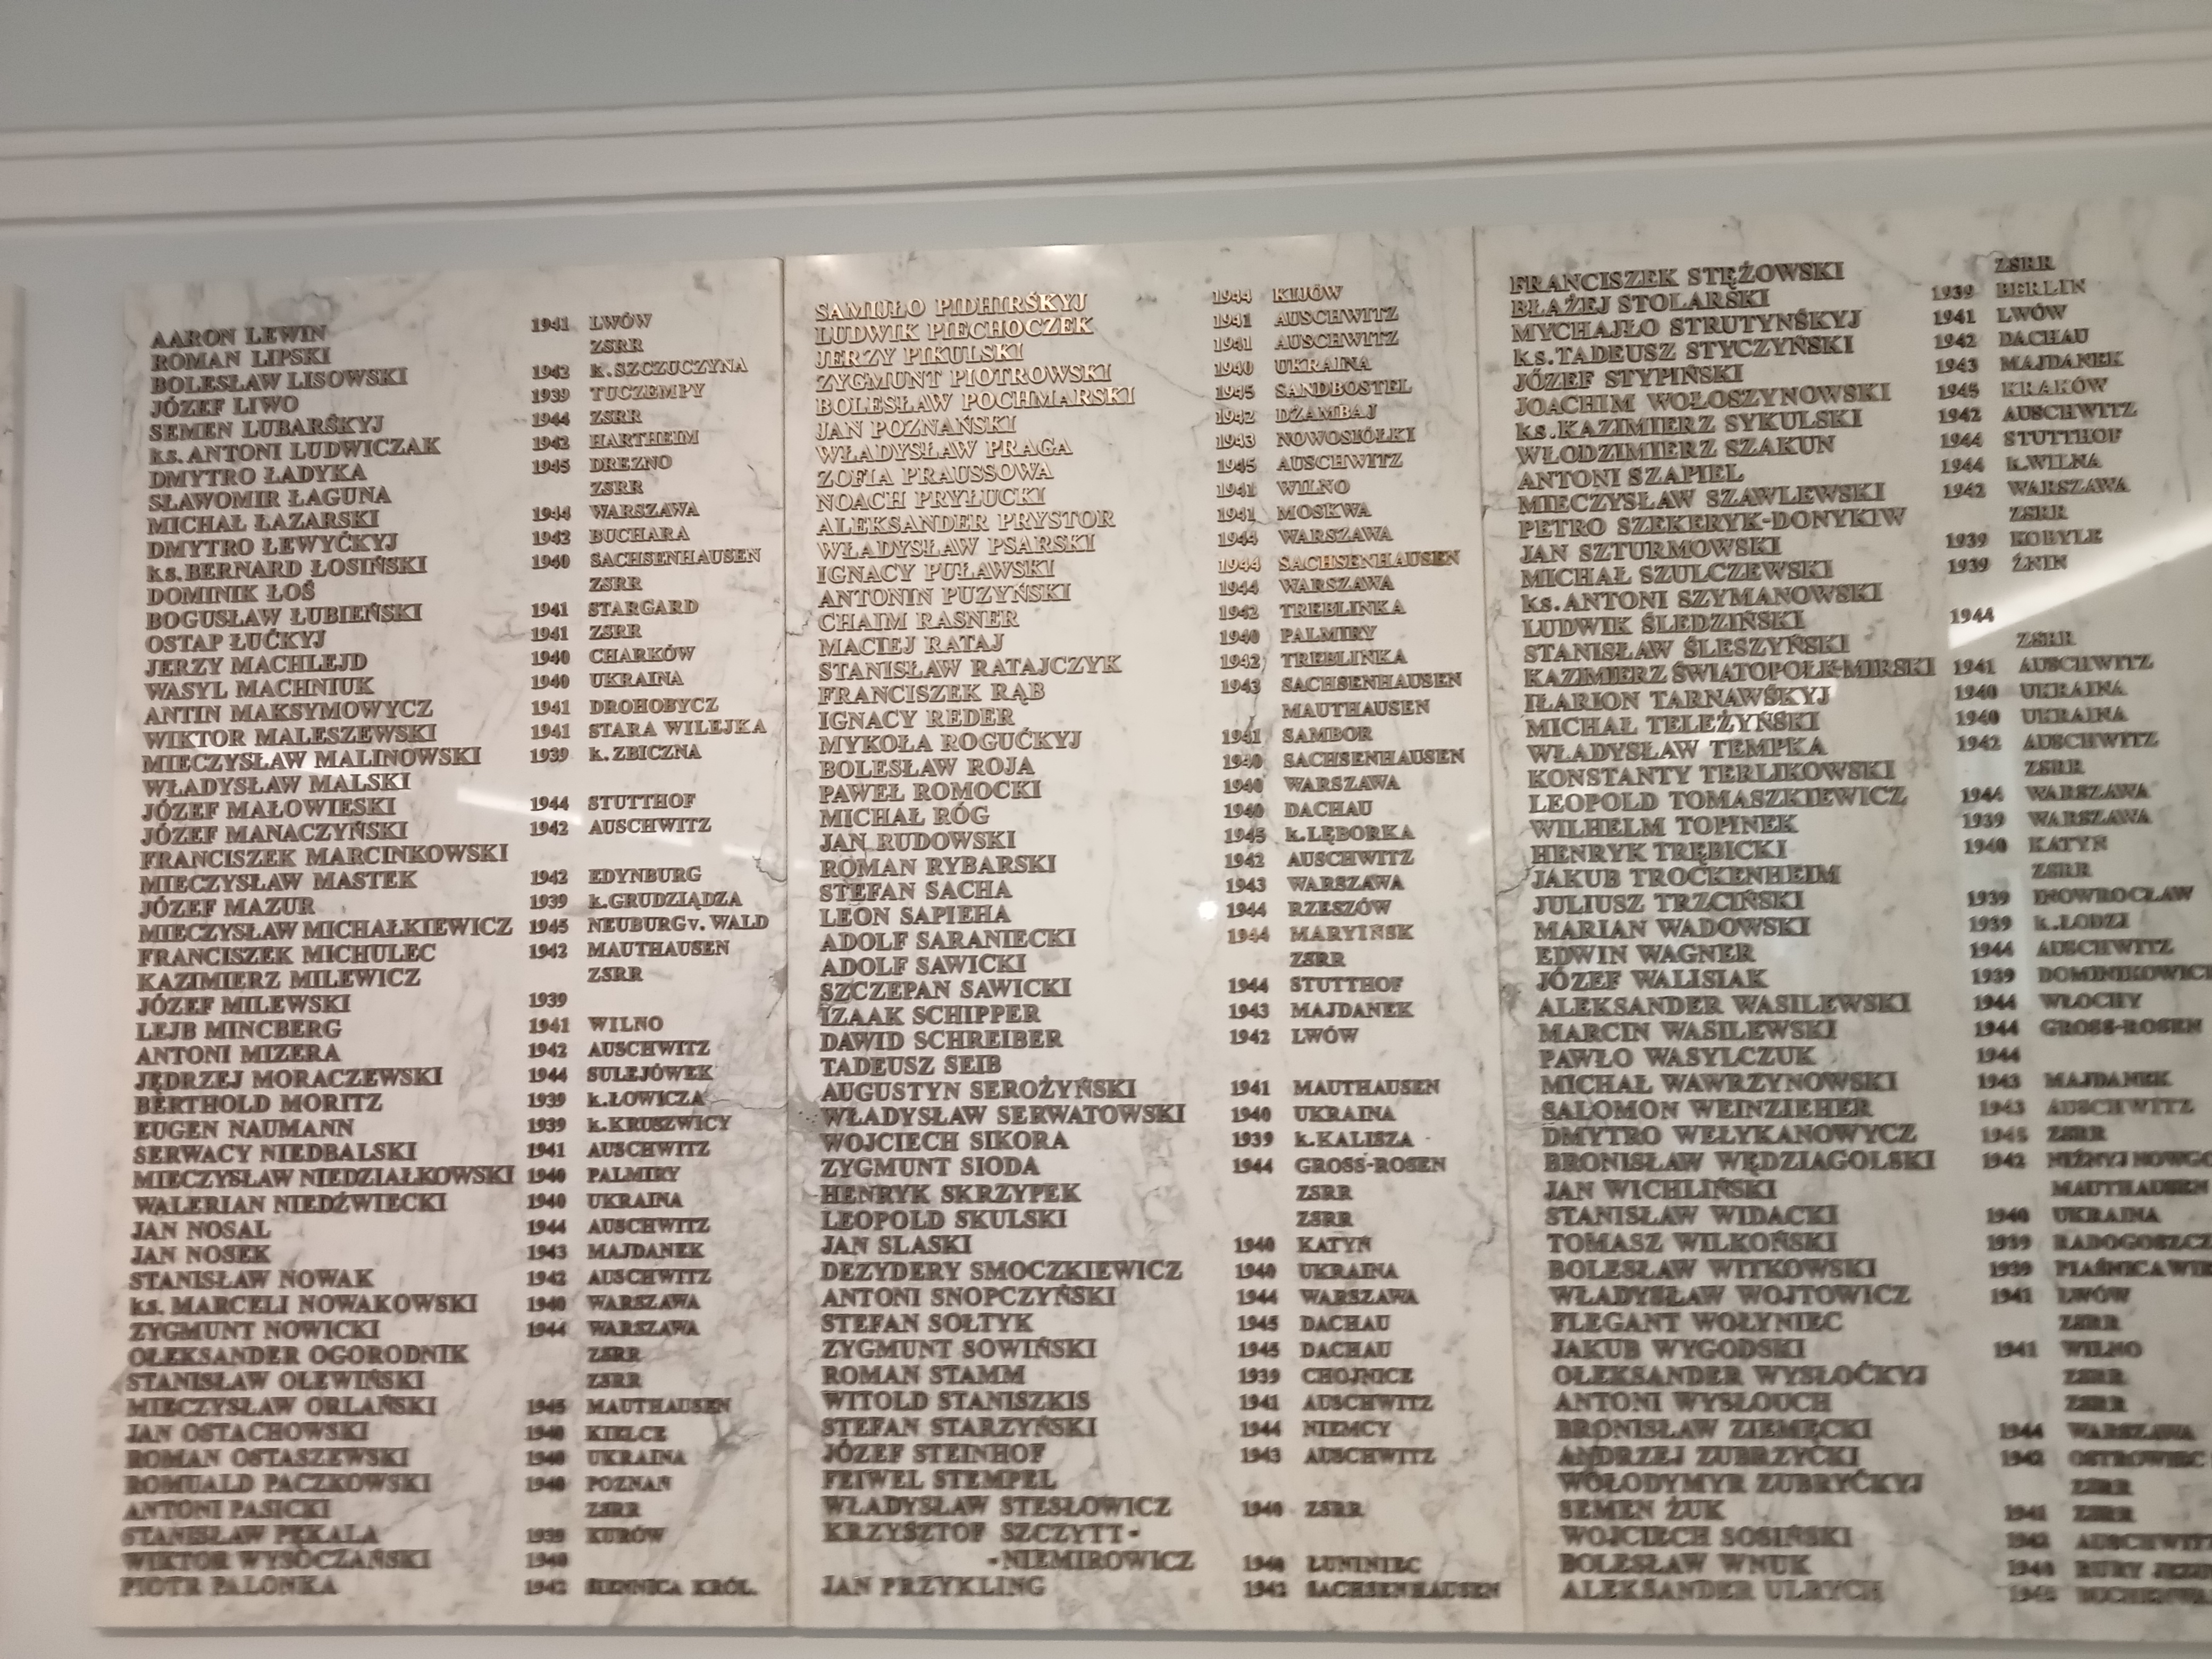 AARON LEWIN 1941 LWÓW
ROMAN LIPSKI ZSRR
BOLESŁAW LISOWSKI 1942 k.SZCZUCZYNA
JÓZEF LIWO 1939 TUCZEMPY
SEMEN LUBARŚKYJ 1944 ZSRR
ks.ANTONI LUDWICZAK 1942 HARTHEIM
DMYTRO ŁADYKA 1945 DREZNO
SŁAWOMIR ŁAGUNA ZSRR
MICHAŁ ŁAZARSKI 1944 WARSZAWA
DMYTRO ŁEWYĆKYJ 1942 BUCHARA
ks.BERNARD ŁOSIŃSKI 1940 SACHSENHAUSEN
DOMINIK ŁOŚ ZSRR
BOGUSŁAW ŁUBIEŃSKI 1941 STARGARD
OSTAP ŁUĆKYJ 1941 ZSRR
JERZY MACHLEJD 1940 CHARKÓW
WASYL MACHNIUK 1940 UKRAINA
ANTIN MAKSYMOWYCZ 1941 DROHOBYCZ
WIKTOR MALESZEWSKI 1941 STARA WILEJKA
MIECZYSŁAW MALINOWSKI 1939 k.ZBICZNA
WŁADYSŁAW MALSKI
JÓZEF MAŁOWIESKI 1944 STUTTHOF
JÓZEF MANACZYŃSKI 1942 AUSCHWITZ
FRANCISZEK MARCINKOWSKI
MIECZYSŁAW MASTEK 1942 EDYNBURG
JÓZEF MAZUR 1939 k.GRUDZIĄDZA
MIECZYSŁAW MICHAŁKIEWICZ 1945 NEUBURGv. WALD
FRANCISZEK MICHULEC 1942 MAUTHAUSEN
KAZIMIERZ MILEWICZ ZSRR
JÓZEF MILEWSKI 1939
LEJB MINCBERG 1941 WILNO
ANTONI MIZERA 1942 AUSCHWITZ
JĘDRZEJ MORACZEWSKI 1944 SULEJÓWEK
BERTHOLD MORITZ 1939 k.ŁOWICZA
EUGEN NAUMANN 1939 k.KRUSZWICY
SERWACY NIEDBALSKI 1941 AUSCHWITZ
MIECZYSŁAW NIEDZIAŁKOWSKI 1940 PALMIRY
WALERIAN NIEDŹWIECKI 1940 UKRAINA
JAN NOSAL 1944 AUSCHWITZ
JAN NOSEK 1943 MAJDANEK
STANISŁAW NOWAK 1942 AUSCHWITZ
ks. MARCELI NOWAKOWSKI 1940 WARSZAWA
ZYGMUNT NOWICKI 1944 WARSZAWA
OŁEKSANDER OGORODNIK ZSRR
STANISŁAW OLEWIŃSKI ZSRR
MIECZYSŁAW ORLAŃSKI 1945 MAUTHAUSEN
JAN OSTACHOWSKI 1940 KIELCE
ROMAN OSTASZEWSKI 1940 UKRAINA
ROMUALD PACZKOWSKI 1940 POZNAŃ
ANTONI PASICKI ZSRR
STANISŁAW PĘKALA 1939 KURÓW
WIKTOR WYSOCZAŃSKI 1940
PIOTR PALONKA 1942 SIENNICA KRÓL.
SAMUJŁO PIDHIRŚKYJ 1944 KIJÓW
LUDWIK PIECHOCZEK 1941 AUSCHWITZ
JERZY PIKULSKI 1941 AUSCHWITZ
ZYGMUNT PIOTROWSKI 1940 UKRAINA
BOLESŁAW POCHMARSKI 1945 SANDBOSTEL
JAN POZNAŃSKI 1942 DŻAMBAJ
WŁADYSŁAW PRAGA 1943 NOWOSIÓŁKI
ZOFIA PRAUSSOWA 1945 AUSCHWITZ
NOACH PRYŁUCKI 1941 WILNO
ALEKSANDER PRYSTOR 1941 MOSKWA
WŁADYSŁAW PSARSKI 1944 WARSZAWA
IGNACY PUŁAWSKI 1944 SACHSENHAUSEN
ANTONIN PUZYŃSKI 1944 WARSZAWA
CHAIM RASNER 1942 TREBLINKA
MACIEJ RATAJ 1940 PALMIRY
STANISŁAW RATAJCZYK 1942 TREBLINKA
FRANCISZEK RĄB 1943 SACHSENHAUSEN
IGNACY REDER MAUTHAUSEN
MYKOŁA ROGUĆKYJ 1941 SAMBOR
BOLESŁAW ROJA 1940 SACHSENHAUSEN
PAWEŁ ROMOCKI 1940 WARSZAWA
MICHAŁ RÓG 1940 DACHAU
JAN RUDOWSKI 1945 k.LĘBORKA
ROMAN RYBARSKI 1942 AUSCHWITZ
STEFAN SACHA 1943 WARSZAWA
LEON SAPIEHA 1944 RZESZÓW
ADOLF SARANIECKI 1944 MARYIŃSK
ADOLF SAWICKI ZSRR
SZCZEPAN SAWICKI 1944 STUTTHOF
IZAAK SCHIPPER 1943 MAJDANEK
DAWID SCHREIBER 1942 LWÓW
TADEUSZ SEIB
AUGUSTYN SEROŻYŃSKI 1941 MAUTHAUSEN
WŁADYSŁAW SERWATOWSKI 1940 UKRAINA
WOJCIECH SIKORA 1939 k.KALISZA
ZYGMUNT SIODA 1944 GROSS-ROSEN
HENRYK SKRZYPEK ZSRR
LEOPOLD SKULSKI ZSRR
JAN SLASKI 1940 KATYŃ
DEZYDERY SMOCZKIEWICZ 1940 UKRAINA
ANTONI SNOPCZYŃSKI 1944 WARSZAWA
STEFAN SOŁTYK 1945 DACHAU
ZYGMUNT SOWIŃSKI 1945 DACHAU
ROMAN STAMM 1939 CHOJNICE
WITOLD STANISZKIS 1941 AUSCHWITZ
STEFAN STARZYŃSKI 1944 NIEMCY
JÓZEF STEINHOF 1943 AUSCHWITZ
FEIWEL STEMPEL
WŁADYSŁAW STESŁOWICZ 1940 ZSRR
KRZYSZTOF SZCZYTT-
-NIEMIROWICZ 1940 ŁUNINIEC
JAN PRZYKLING 1942 SACHSENHAUSEN
FRANCISZEK STĘŻOWSKI ZSRR
BŁAŻEJ STOLARSKI 1939 BERLIN
MYCHAJŁO STRUTYNŚKYJ 1941 LWÓW
ks.TADEUSZ STYCZYŃSKI 1942 DACHAU
JÓZEF STYPIŃSKI 1943 MAJDANEK
JOACHIM WOŁOSZYNOWSKI 1945 KRAKÓW
ks.KAZIMIERZ SYKULSKI 1942 AUSCHWITZ
WŁODZIMIERZ SZAKUN 1944 STUTTHOF
ANTONI SZAPIEL 1944 k.WILNA
MIECZYSŁAW SZAWLEWSKI 1942 WARSZAWA
PETRO SZEKERYK-DONYKIW ZSRR
JAN SZTURMOWSKI 1939 KOBYLE
MICHAŁ SZULCZEWSKI 1939 ŻNIN
ks.ANTONI SZYMANOWSKI
LUDWIK ŚLEDZIŃSKI 1944
STANISŁAW ŚLESZYŃSKI ZSRR
KAZIMIERZ ŚWIATOPOŁK-MIRSKI 1941 AUSCHWITZ
IŁARION TARNAWŚKYJ 1940 UKRAINA
MICHAŁ TELEŻYŃSKI 1940 UKRAINA
WŁADYSŁAW TEMPKA 1942 AUSCHWITZ
KONSTANTY TERLIKOWSKI ZSRR
LEOPOLD TOMASZKIEWICZ 1944 WARSZAWA
WILHELM TOPINEK 1939 WARSZAWA
HENRYK TRĘBICKI 1940 KATYŃ
JAKUB TROCKENHEIM ZSRR
JULIUSZ TRZCIŃSKI 1939 INOWROCŁAW
MARIAN WADOWSKI 1939 k.ŁODZI
EDWIN WAGNER 1944 AUSCHWITZ
JÓZEF WALISIAK 1939 DOMINIKOWIC
ALEKSANDER WASILEWSKI 1944 WŁOCHY
MARCIN WASILEWSKI 1944 GROSS-ROSEN
PAWŁO WASYLCZUK 1944
MICHAŁ WAWRZYNOWSKI 1943 MAJDANEK
SALOMON WEINZIEHER 1943 AUSCHWITZ
DMYTRO WEŁYKANOWYCZ 1945 ZSRR
BRONISŁAW WĘDZIAGOLSKI 1942 NIŻNYJ NOWGO
JAN WICHLIŃSKI MAUTHAUSEN
STANISŁAW WIDACKI 1940 UKRAINA
TOMASZ WILKOŃSKI 1939 RADOGOSZCZ
BOLESŁAW WITKOWSKI 1939 PIAŚNICA WIE
WŁADYSŁAW WOJTOWICZ 1941 LWÓW
FLEGANT WOŁYNIEC ZSRR
JAKUB WYGODSKI 1941 WILNO
OŁEKSANDER WYSŁOĆKYJ ZSRR
ANTONI WYSŁOUCH ZSRR
BRONISŁAW ZIEMĘCKI 1944 WARSZAWA
ANDRZEJ ZUBRZYCKI 1942 OSTROWIEC
WOŁODYMYR ZUBRYĆKYJ ZSRR
SEMEN ŻUK 1941 ZSRR
WOJCIECH SOSIŃSKI 1942 AUSCHWITZ
BOLESŁAW WNUK 1940 RURY
ALEKSANDER ULRYCH